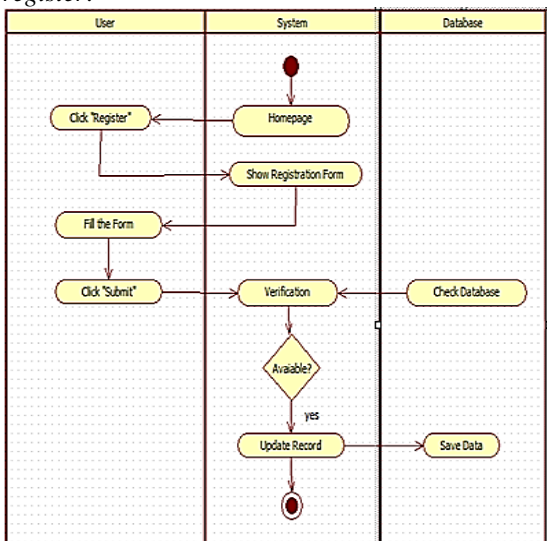 register.
User
System
Database
Click "Register"
Homepage
Show Registration Form
Fill the Form
Click "Submit"
Verification
Check Database
Avaiable?
yes
Update Record
Save Data